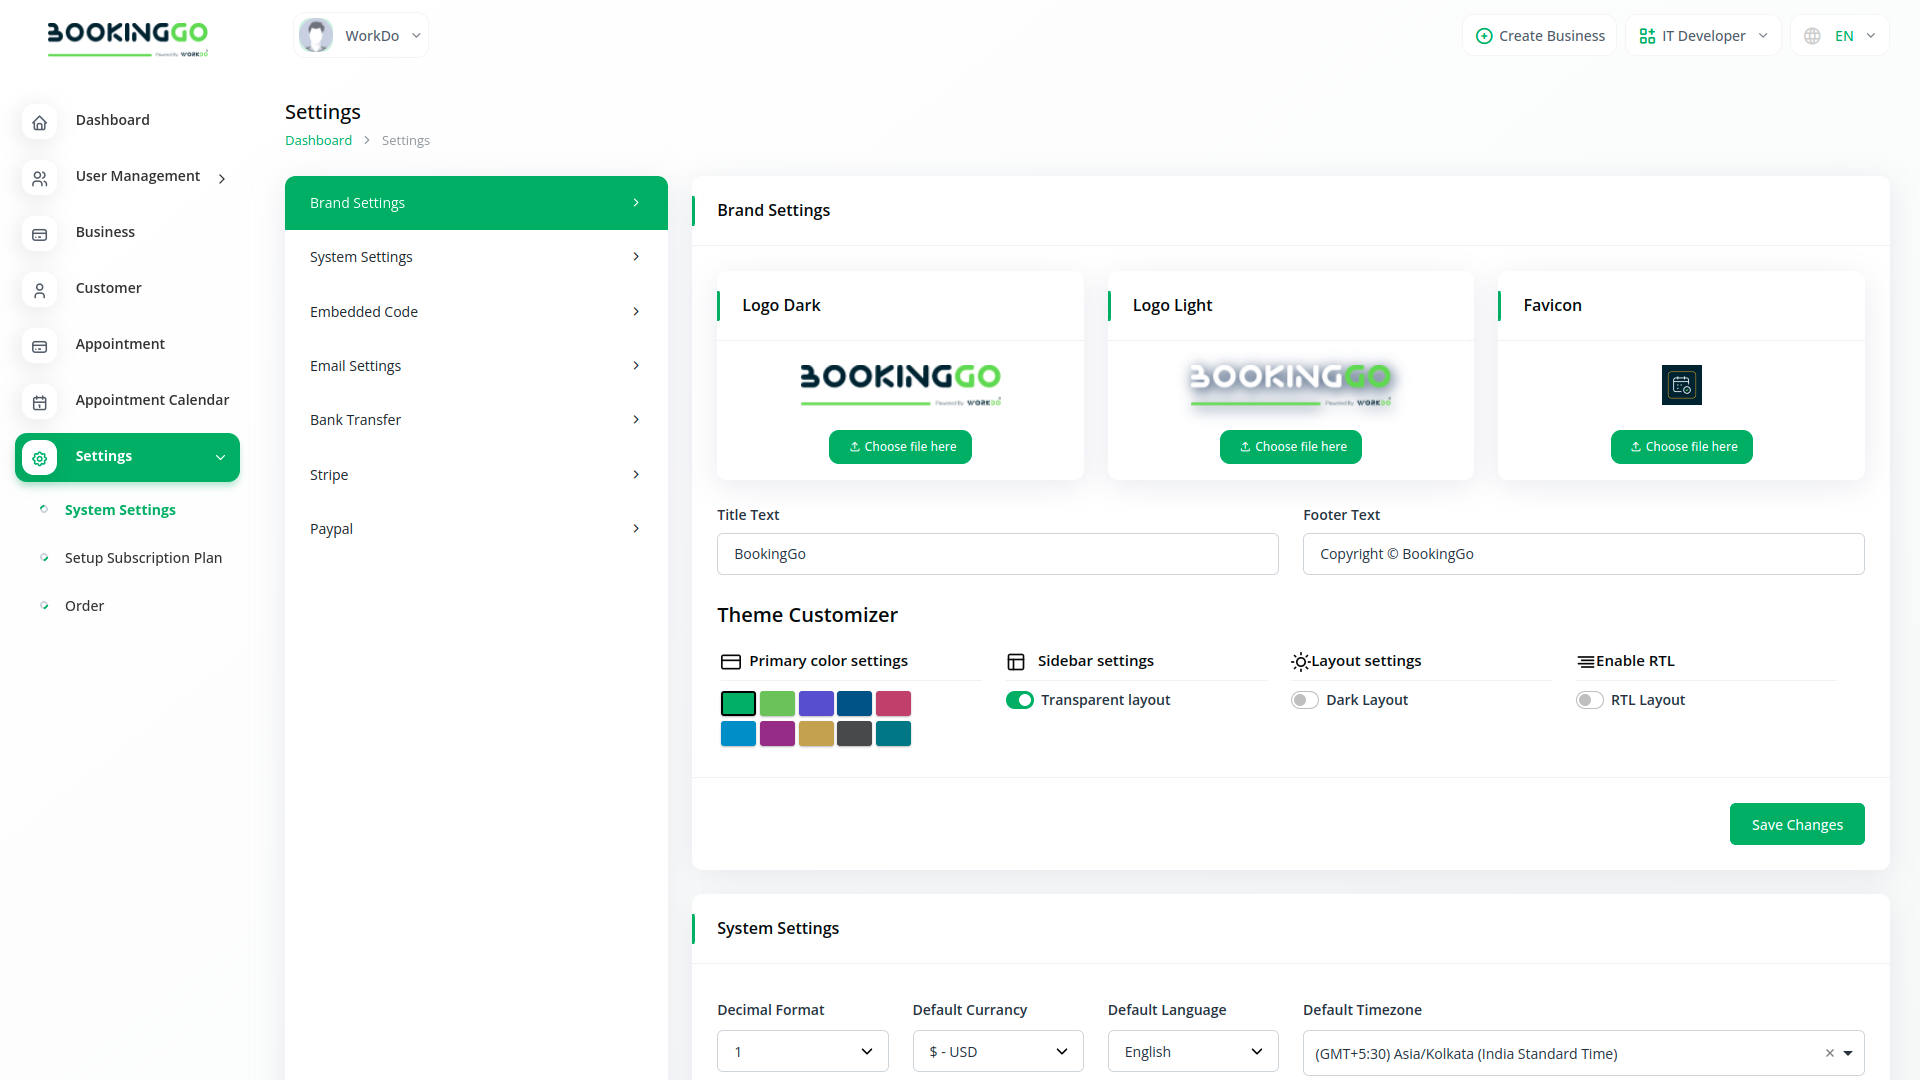 BOOKINGGO
Powered By WORKDO
WorkDo
Create Business
IT Developer
EN
Dashboard
User Management
Business
Customer
Appointment
Appointment Calendar
Settings
System Settings
Setup Subscription Plan
Order
Settings
Dashboard > Settings
Brand Settings
System Settings
Embedded Code
Email Settings
Bank Transfer
Stripe
Paypal
Brand Settings
Logo Dark
BOOKINGGO
Powered By WORKDO
Choose file here
Logo Light
BOOKINGGO
Powered By WORKDO
Choose file here
Favicon
Choose file here
Title Text
BookingGo
Footer Text
Copyright © BookingGo
Theme Customizer
Primary color settings
Sidebar settings
Transparent layout
Layout settings
Dark Layout
Enable RTL
RTL Layout
Save Changes
System Settings
Decimal Format
1
Default Currancy
$ - USD
Default Language
English
Default Timezone
(GMT+5:30) Asia/Kolkata (India Standard Time)
×